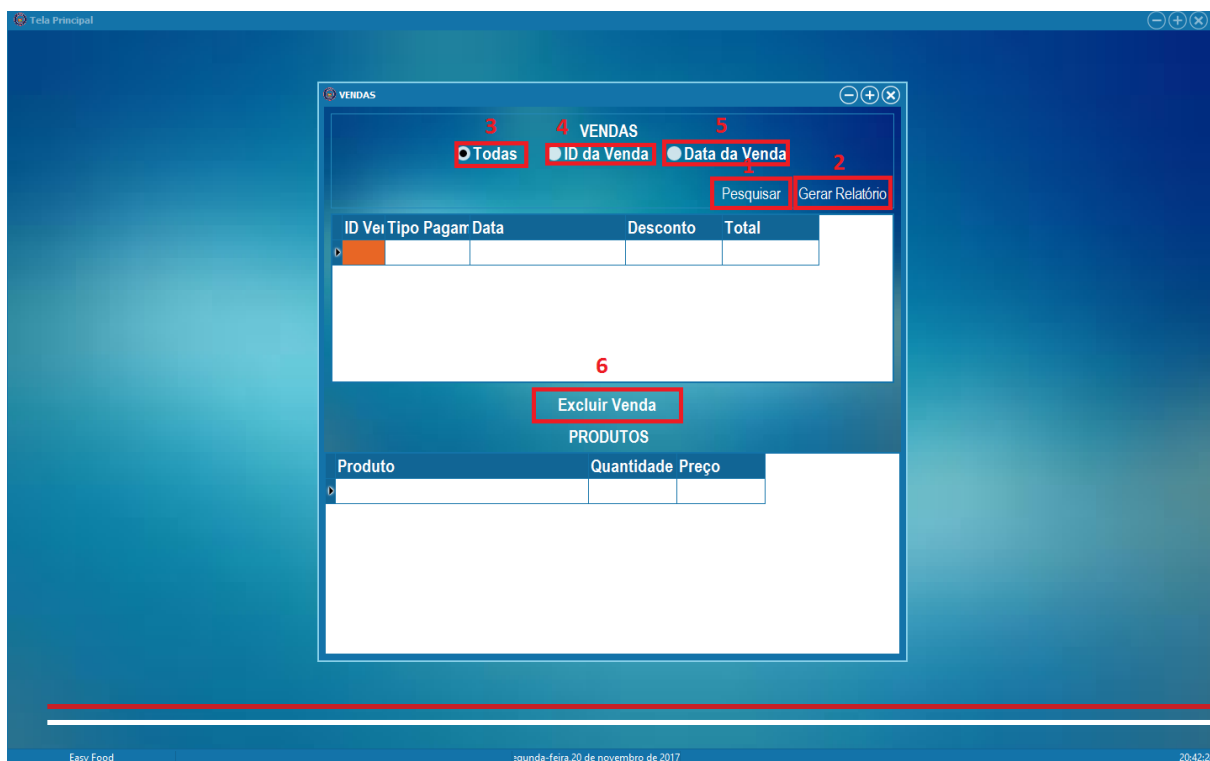 Tela Principal
VENDAS
3 4 VENDAS 5
Todas ID da Venda Data da Venda
1 2
Pesquisar Gerar Relatório
ID Ver Tipo Pagam Data Desconto Total
6
Excluir Venda
PRODUTOS
Produto Quantidade Preço
Easy Food egunda-feira,20 de novembro de 2017 20:42:2